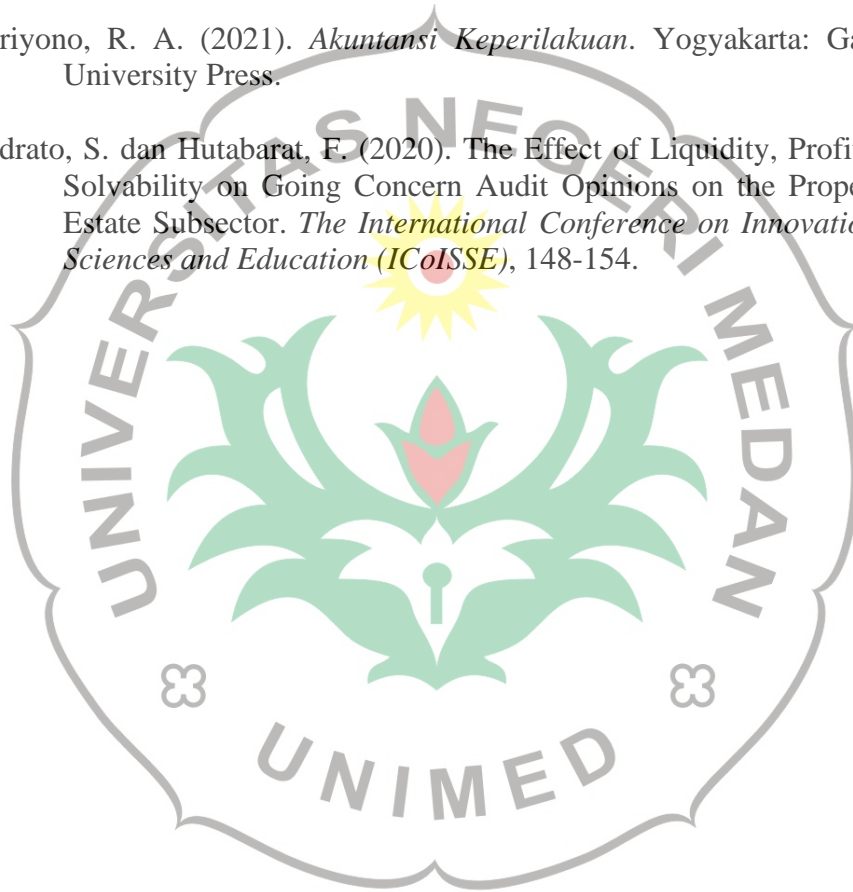 riyono, R. A. (2021). Akuntansi Keperilakuan. Yogyakarta: Ga
University Press.
drato, S. dan Hutabarat, F. (2020). The Effect of Liquidity, Profi
Solvability on Going Concern Audit Opinions on the Prope
Estate Subsector. The International Conference on Innovatio
Sciences and Education (ICoISSE), 148-154.
UNIVERSITAS NEGERI MEDAN
UNIMED